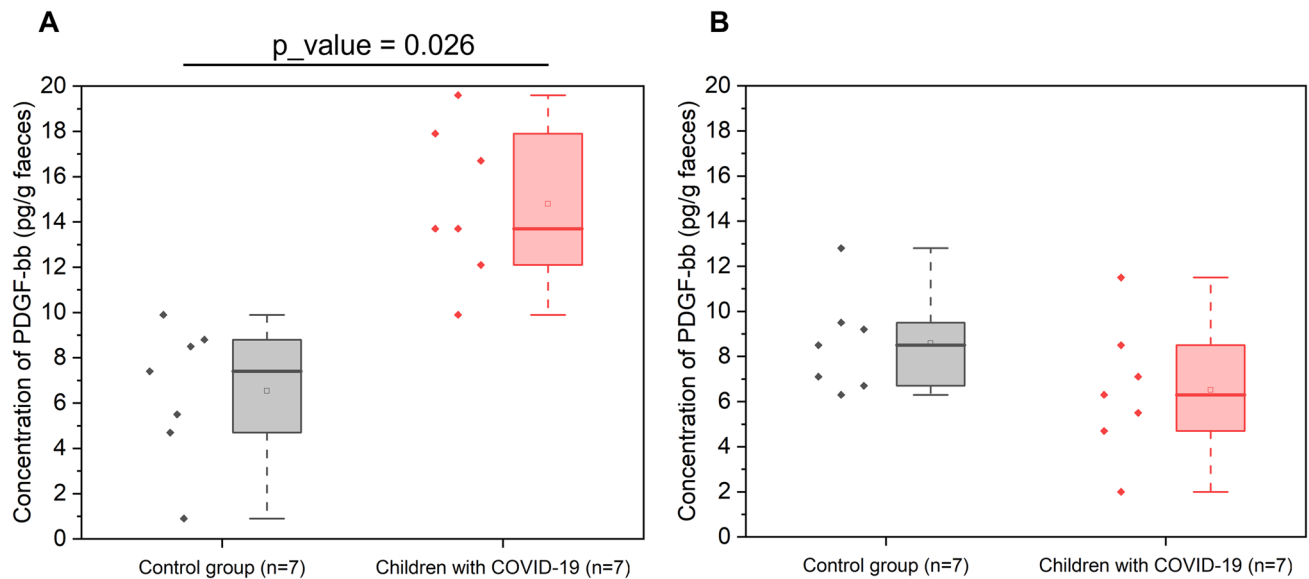 A
p_value = 0.026
Concentration of PDGF-bb (pg/g faeces)
20
18
16
14
12
10
8
6
4
2
0
Control group (n=7)
Children with COVID-19 (n=7)
B
Concentration of PDGF-bb (pg/g faeces)
20
18
16
14
12
10
8
6
4
2
0
Control group (n=7)
Children with COVID-19 (n=7)